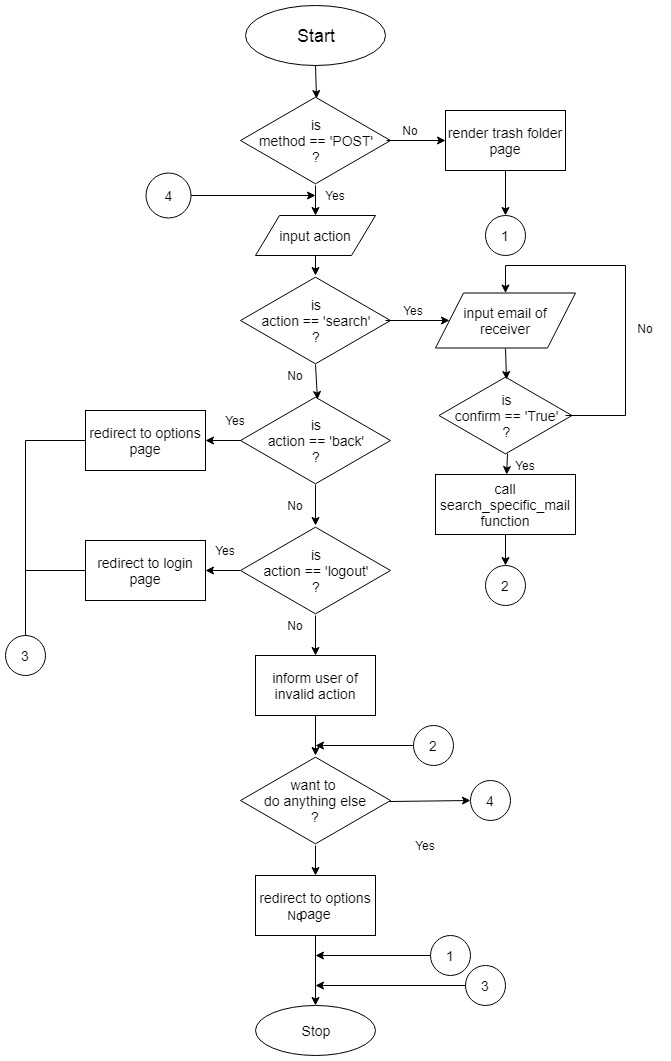 Start
is
method == 'POST'
?
No
render trash folder
page
4
Yes
1
input action
is
action == 'search'
?
Yes
input email of
receiver
No
No
is
confirm == 'True'
?
Yes
redirect to options
page
Yes
is
action == 'back'
?
call
search_specific_mail
function
No
2
redirect to login
page
Yes
is
action == 'logout'
?
No
3
inform user of
invalid action
2
want to
do anything else
?
4
Yes
redirect to options
page
No
1
3
Stop